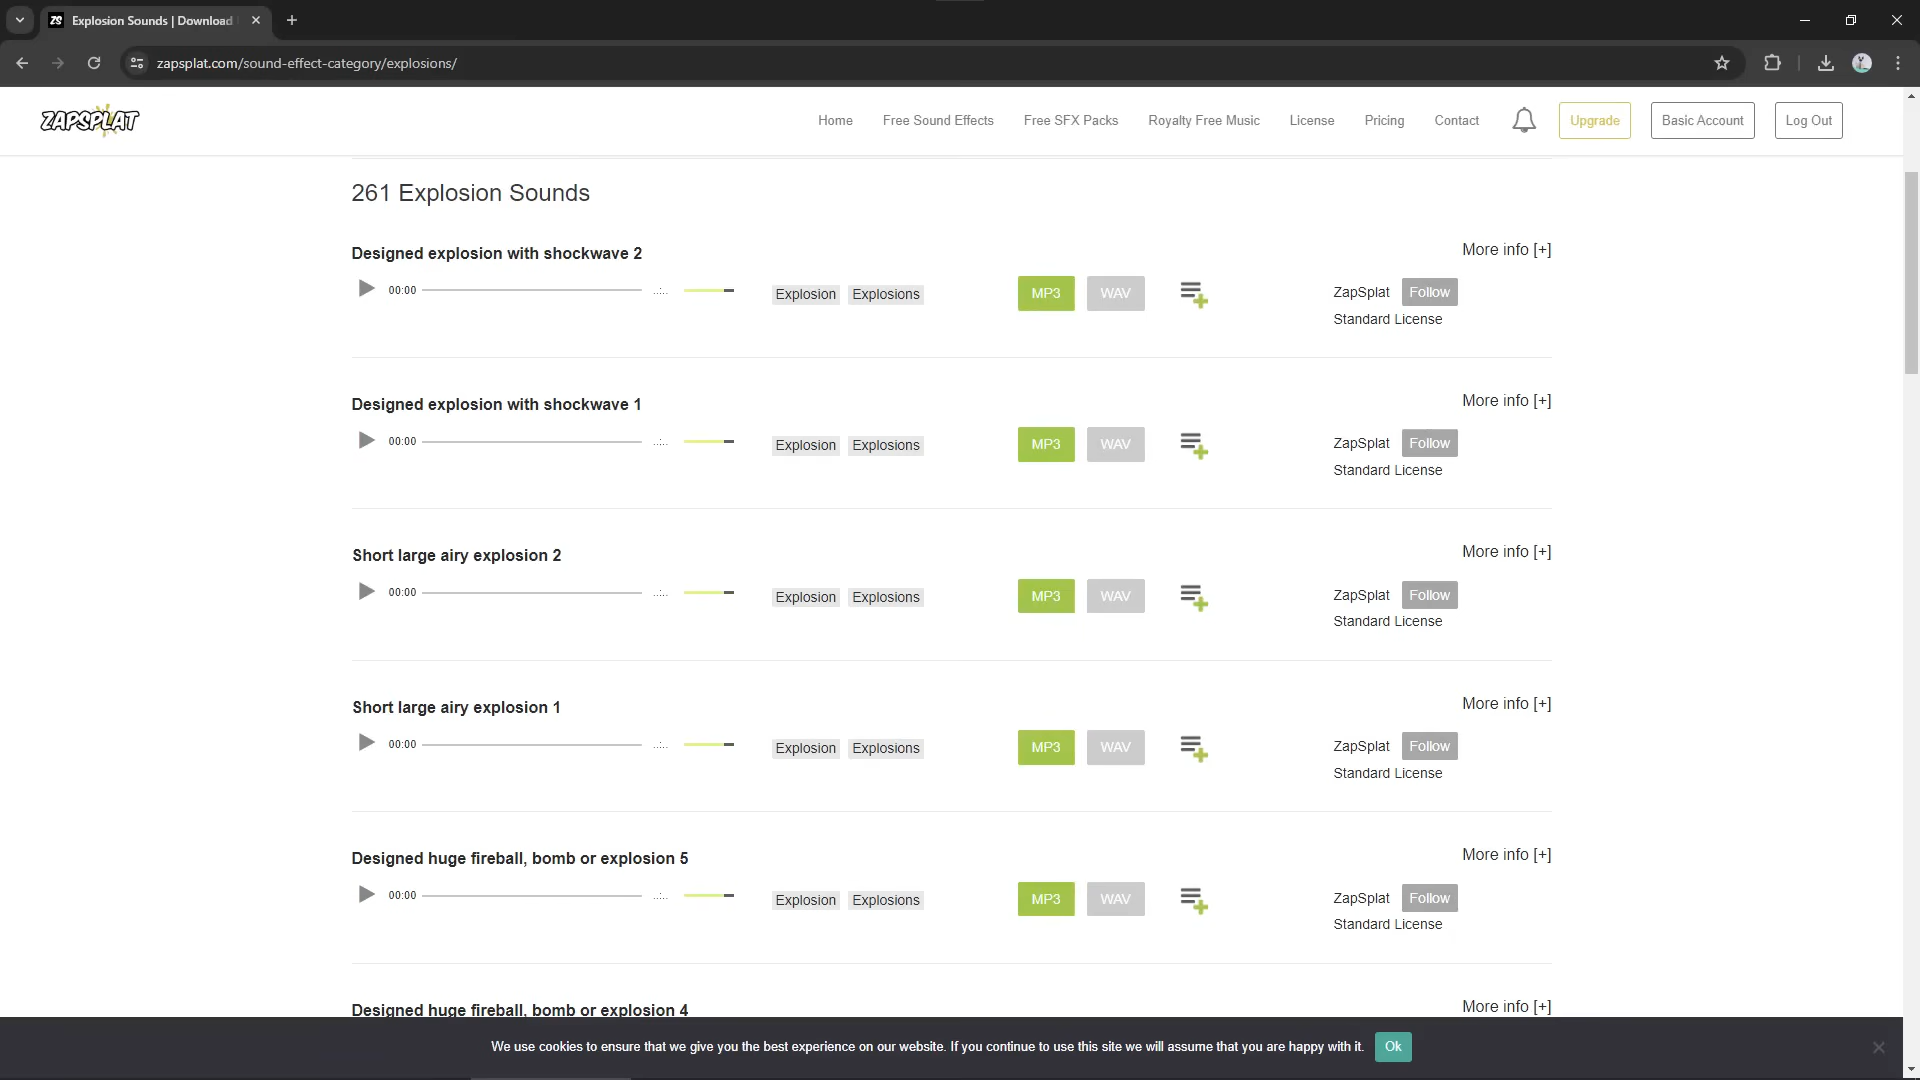 ZS Explosion Sounds | Download
zapsplat.com/sound-effect-category/explosions/
ZAPSPLAT
Home Free Sound Effects Free SFX Packs Royalty Free Music License Pricing Contact Upgrade Basic Account Log Out
261 Explosion Sounds
Designed explosion with shockwave 2 More info [+]
00:00 Explosion Explosions MP3 WAV ZapSplat Follow
Standard License
Designed explosion with shockwave 1 More info [+]
00:00 Explosion Explosions MP3 WAV ZapSplat Follow
Standard License
Short large airy explosion 2 More info [+]
00:00 Explosion Explosions MP3 WAV ZapSplat Follow
Standard License
Short large airy explosion 1 More info [+]
00:00 Explosion Explosions MP3 WAV ZapSplat Follow
Standard License
Designed huge fireball, bomb or explosion 5 More info [+]
00:00 Explosion Explosions MP3 WAV ZapSplat Follow
Standard License
Designed huge fireball, bomb or explosion 4 More info [+]
We use cookies to ensure that we give you the best experience on our website. If you continue to use this site we will assume that you are happy with it. Ok